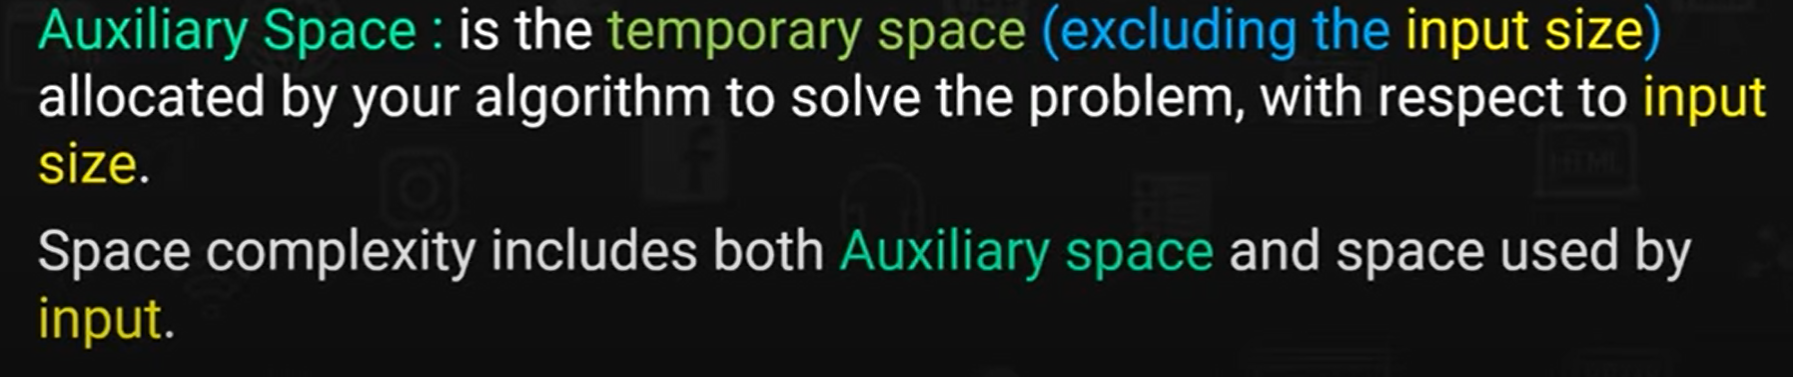 Auxiliary Space : is the temporary space (excluding the input size)
allocated by your algorithm to solve the problem, with respect to input
size.
Space complexity includes both Auxiliary space and space used by
input.
HTML